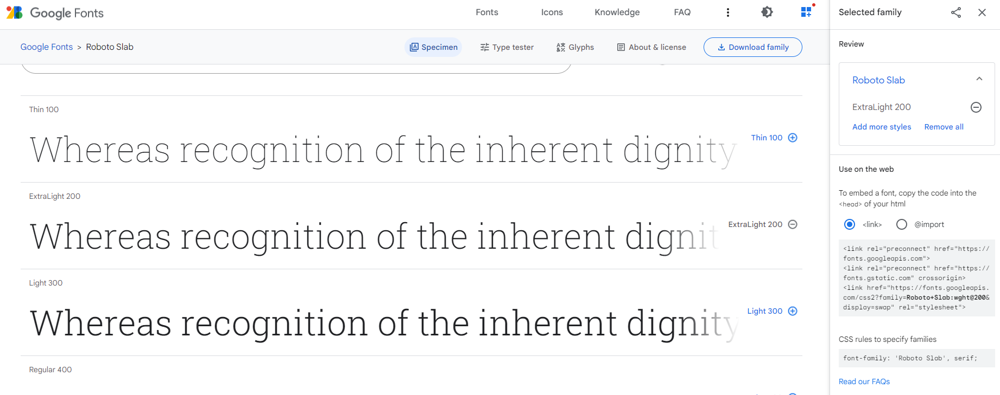 Google Fonts
Fonts
Icons
Knowledge
FAQ
Google Fonts > Roboto Slab
Specimen
Type tester
Glyphs
About & license
Download family
Thin 100
Whereas recognition of the inherent dignity
Thin 100
ExtraLight 200
Whereas recognition of the inherent dignit
ExtraLight 200
Light 300
Whereas recognition of the inherent dignity
Light 300
Regular 400
Selected family
Review
Roboto Slab
ExtraLight 200
Add more styles
Remove all
Use on the web
To embed a font, copy the code into the
<head> of your html
<link>
@import
<link rel="preconnect" href="https://
fonts.googleapis.com">
<link rel="preconnect" href="https://
fonts.gstatic.com" crossorigin>
<link href="https://fonts.googleapis.
com/css2?family=Roboto+Slab:wght@200&
display=swap" rel="stylesheet">
CSS rules to specify families
font-family: 'Roboto Slab', serif;
Read our FAQs